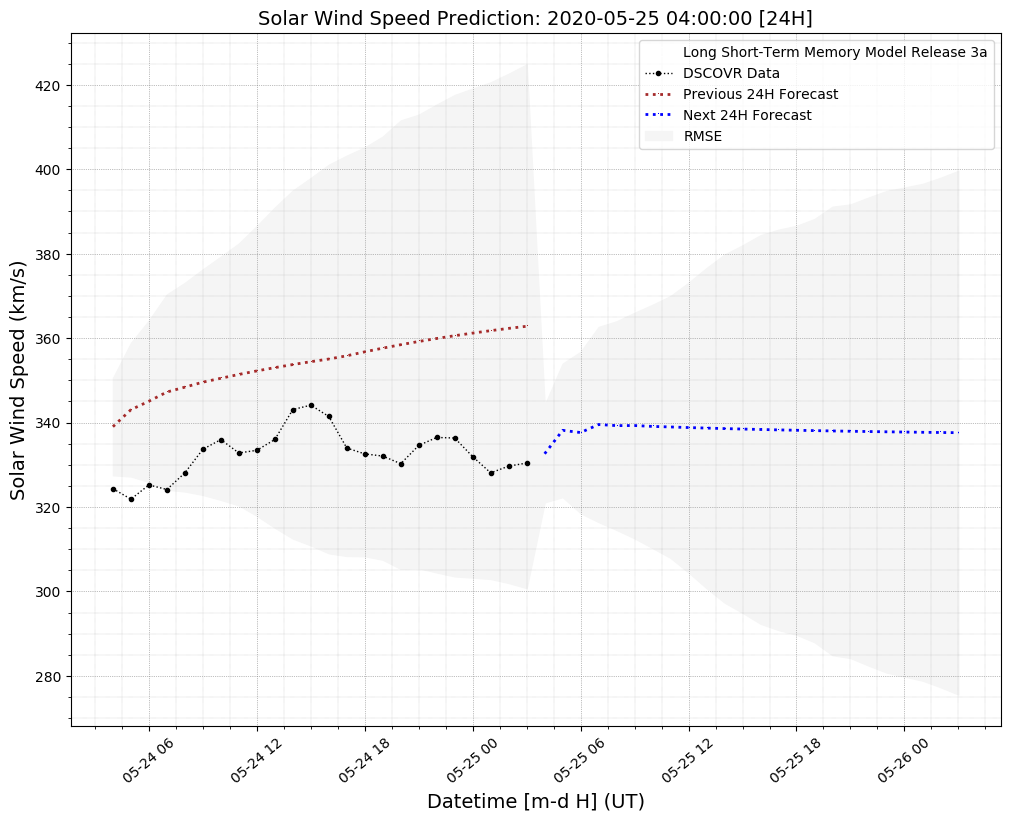 Solar Wind Speed Prediction: 2020-05-25 04:00:00 [24H]
Long Short-Term Memory Model Release 3a
DSCOVR Data
Previous 24H Forecast
Next 24H Forecast
RMSE
Solar Wind Speed (km/s)
420
400
380
360
340
320
300
280
05-24 06
05-24 12
05-24 18
05-25 00
05-25 06
05-25 12
05-25 18
05-26 00
Datetime [m-d H] (UT)